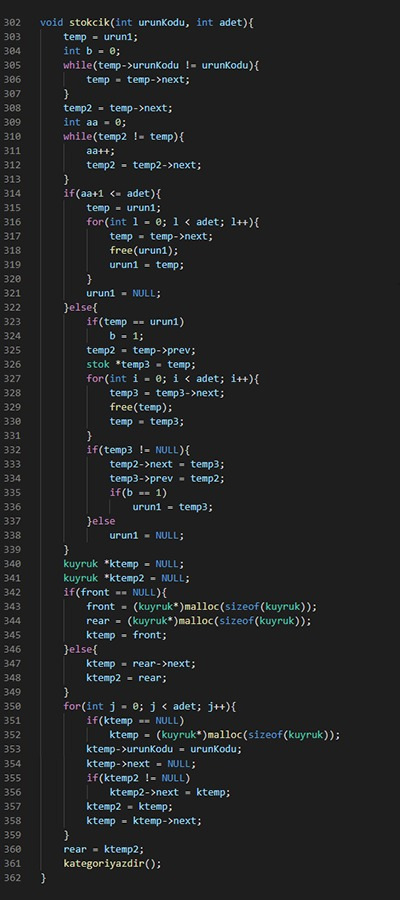 302 void stokcik(int urunKodu, int adet){
303 temp = urun1;
304 int b = 0;
305 while(temp->urunKodu != urunKodu){
306 temp = temp->next;
307 }
308 temp2 = temp->next;
309 int aa = 0;
310 while(temp2 != temp){
311 aa++;
312 temp2 = temp2->next;
313 }
314 if(aa+1 <= adet){
315 temp = urun1;
316 for(int l = 0; l < adet; l++){
317 temp = temp->next;
318 free(urun1);
319 urun1 = temp;
320 }
321 urun1 = NULL;
322 }else{
323 if(temp == urun1)
324 b = 1;
325 temp2 = temp->prev;
326 stok *temp3 = temp;
327 for(int i = 0; i < adet; i++){
328 temp3 = temp3->next;
329 free(temp);
330 temp = temp3;
331 }
332 if(temp3 != NULL){
333 temp2->next = temp3;
334 temp3->prev = temp2;
335 if(b == 1)
336 urun1 = temp3;
337 }else
338 urun1 = NULL;
339 }
340 kuyruk *ktemp = NULL;
341 kuyruk *ktemp2 = NULL;
342 if(front == NULL){
343 front = (kuyruk*)malloc(sizeof(kuyruk));
344 rear = (kuyruk*)malloc(sizeof(kuyruk));
345 ktemp = front;
346 }else{
347 ktemp = rear->next;
348 ktemp2 = rear;
349 }
350 for(int j = 0; j < adet; j++){
351 if(ktemp == NULL)
352 ktemp = (kuyruk*)malloc(sizeof(kuyruk));
353 ktemp->urunKodu = urunKodu;
354 ktemp->next = NULL;
355 if(ktemp2 != NULL)
356 ktemp2->next = ktemp;
357 ktemp2 = ktemp;
358 ktemp = ktemp->next;
359 }
360 rear = ktemp2;
361 kategoriyazdir();
362 }